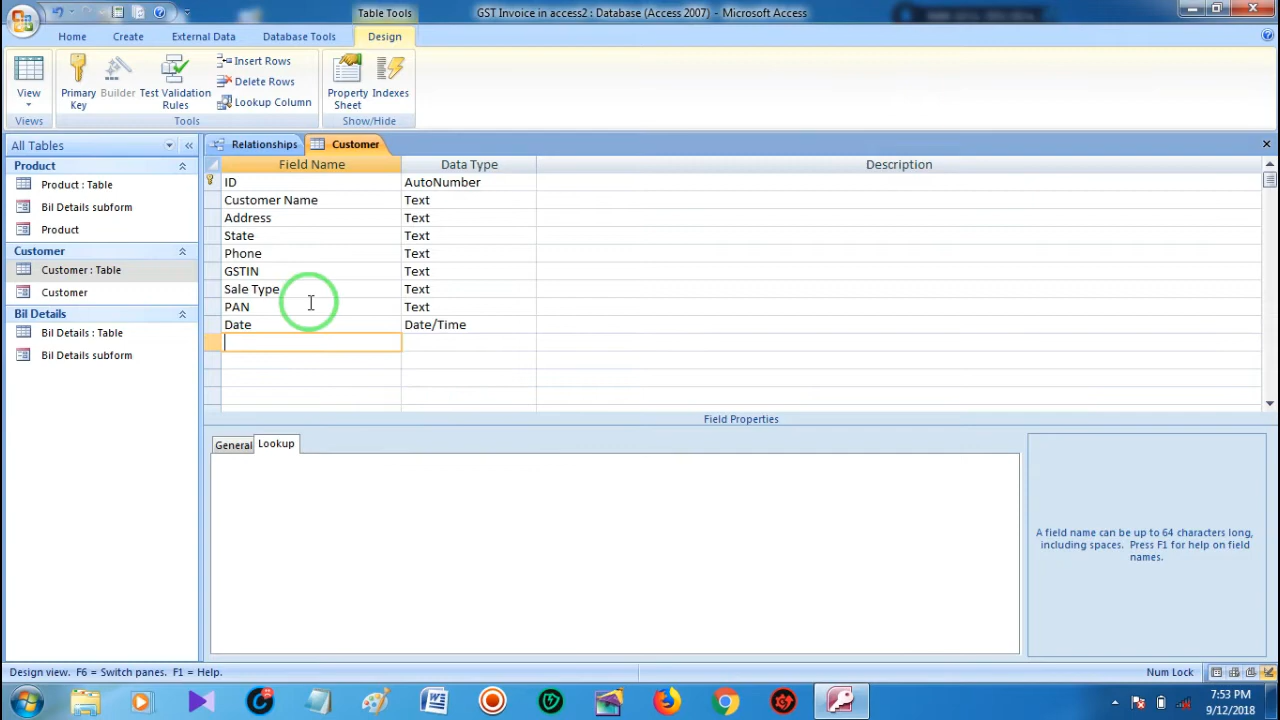 Table Tools
GST Invoice in access2 : Database (Access 2007) - Microsoft Access
Home
Create
External Data
Database Tools
Design
View
Primary
Key
Builder
Test Validation
Rules
Insert Rows
Delete Rows
Lookup Column
Property
Sheet
Indexes
Views
Tools
Show/Hide
All Tables
Product
Product : Table
Bil Details subform
Product
Customer
Customer : Table
Customer
Bil Details
Bil Details : Table
Bil Details subform
Relationships
Customer
Field Name Data Type Description
ID AutoNumber
Customer Name Text
Address Text
State Text
Phone Text
GSTIN Text
Sale Type Text
PAN Text
Date Date/Time
Field Properties
General
Lookup
A field name can be up to 64 characters long,
including spaces. Press F1 for help on field
names.
Design view. F6 = Switch panes. F1 = Help.
Num Lock
7:53 PM
9/12/2018